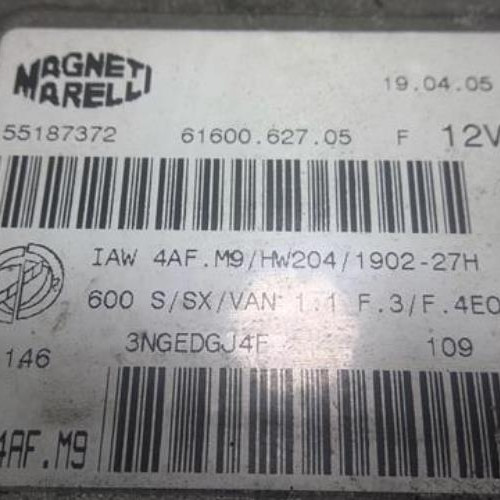 MAGNETI MARELLI
19.04.05
55187372 61600.627.05 F 12V
IAW 4AF.M9/HW204/1902-27H
600 S/SX/VAN 1.1 F.3/F.4EO
3NGEDGJ4F 109
146
4AF.M9